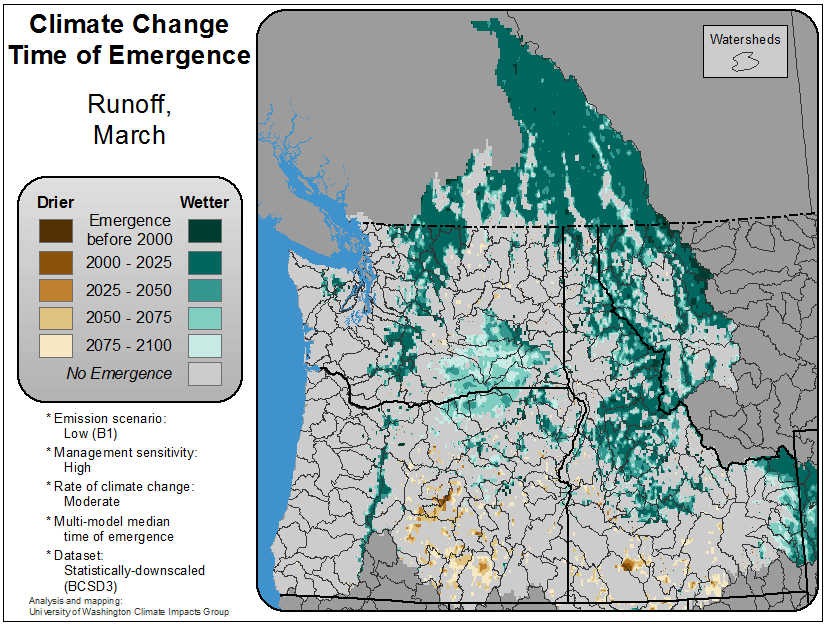 Climate Change
Time of Emergence
Runoff,
March
Drier Wetter
Emergence
before 2000
2000 - 2025
2025 - 2050
2050 - 2075
2075 - 2100
No Emergence
* Emission scenario:
Low (B1)
* Management sensitivity:
High
* Rate of climate change:
Moderate
* Multi-model median
time of emergence
* Dataset:
Statistically-downscaled
(BCSD3)
Analysis and mapping:
University of Washington Climate Impacts Group
Watersheds